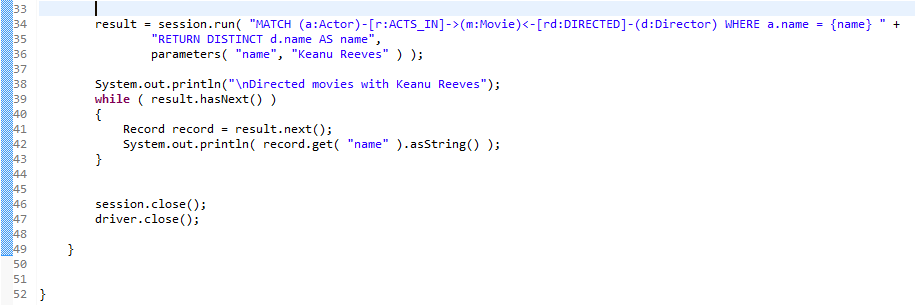 33
34 result = session.run( "MATCH (a:Actor)-[r:ACTS_IN]->(m:Movie)<-[rd:DIRECTED]-(d:Director) WHERE a.name = {name} " +
35 "RETURN DISTINCT d.name AS name",
36 parameters( "name", "Keanu Reeves" ) );
37
38 System.out.println("\nDirected movies with Keanu Reeves");
39 while ( result.hasNext() )
40 {
41 Record record = result.next();
42 System.out.println( record.get( "name" ).asString() );
43 }
44
45
46 session.close();
47 driver.close();
48
49 }
50
51
52 }